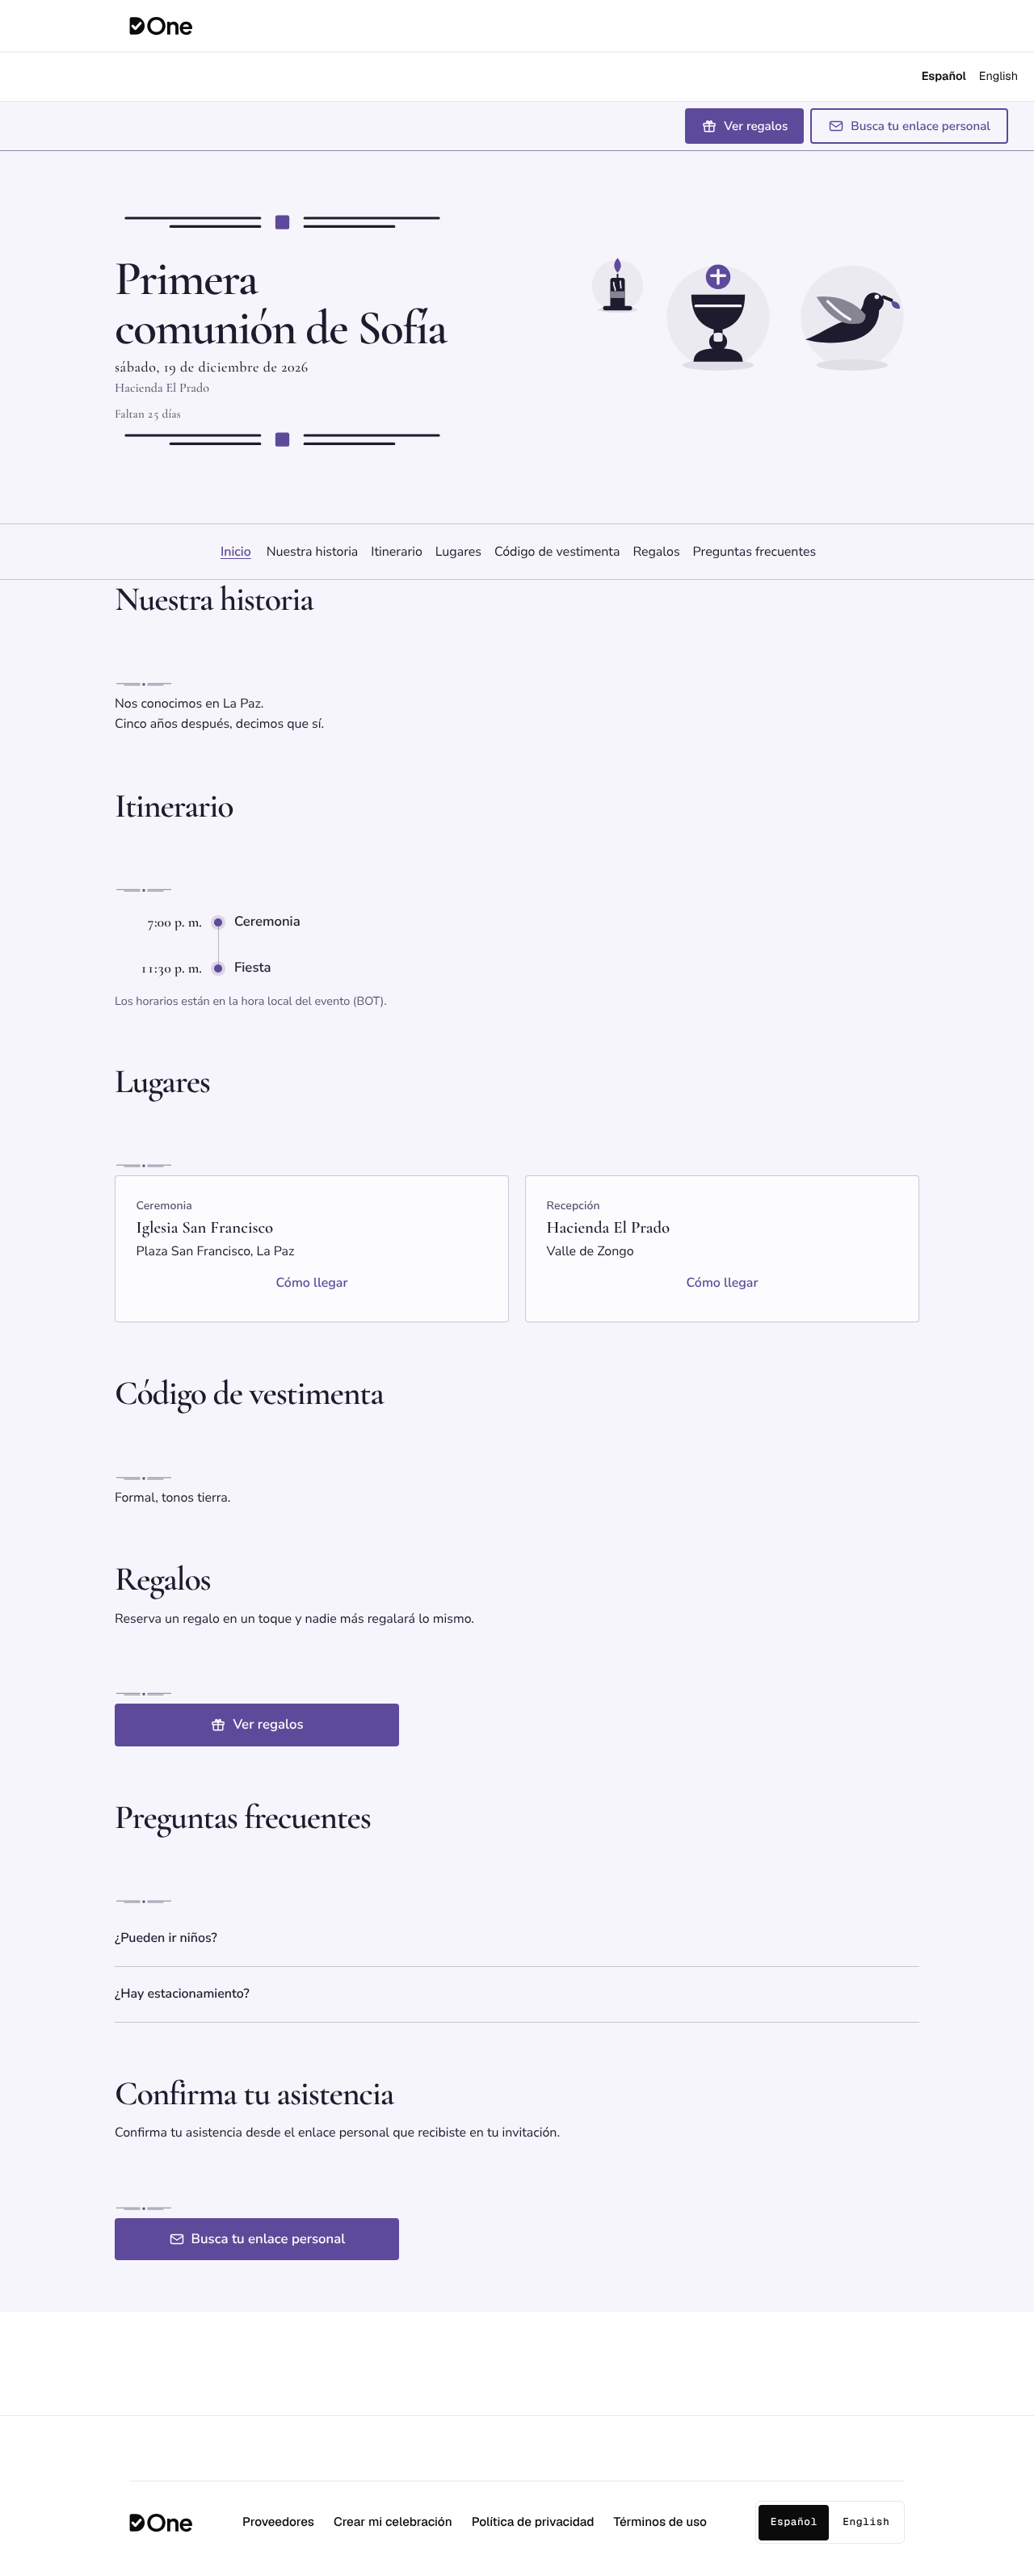 DOne
Español English
Ver regalos Busca tu enlace personal
Primera
comunión de Sofía
sábado, 19 de diciembre de 2026
Hacienda El Prado
Faltan 25 días
Inicio Nuestra historia Itinerario Lugares Código de vestimenta Regalos Preguntas frecuentes
Nuestra historia
Nos conocimos en La Paz.
Cinco años después, decimos que sí.
Itinerario
7:00 p. m. Ceremonia
11:30 p. m. Fiesta
Los horarios están en la hora local del evento (BOT).
Lugares
Ceremonia
Iglesia San Francisco
Plaza San Francisco, La Paz
Cómo llegar
Recepción
Hacienda El Prado
Valle de Zongo
Cómo llegar
Código de vestimenta
Formal, tonos tierra.
Regalos
Reserva un regalo en un toque y nadie más regalará lo mismo.
Ver regalos
Preguntas frecuentes
¿Pueden ir niños?
¿Hay estacionamiento?
Confirma tu asistencia
Confirma tu asistencia desde el enlace personal que recibiste en tu invitación.
Busca tu enlace personal
DOne Proveedores Crear mi celebración Política de privacidad Términos de uso Español English